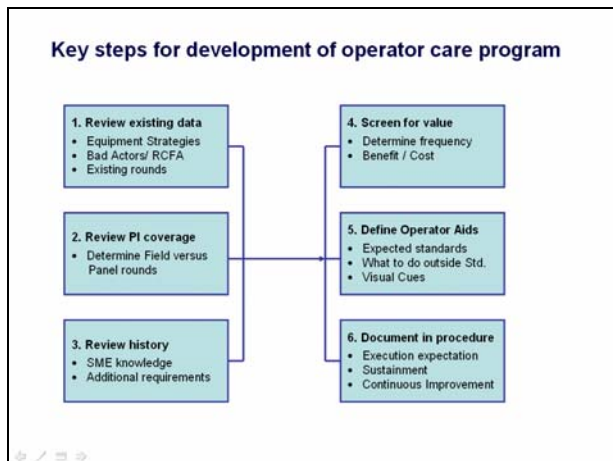 Key steps for development of operator care program
1. Review existing data
• Equipment Strategies
• Bad Actors/ RCFA
• Existing rounds
2. Review PI coverage
• Determine Field versus
Panel rounds
3. Review history
• SME knowledge
• Additional requirements
4. Screen for value
• Determine frequency
• Benefit / Cost
5. Define Operator Aids
• Expected standards
• What to do outside Std.
• Visual Cues
6. Document in procedure
• Execution expectation
• Sustainment
• Continuous Improvement